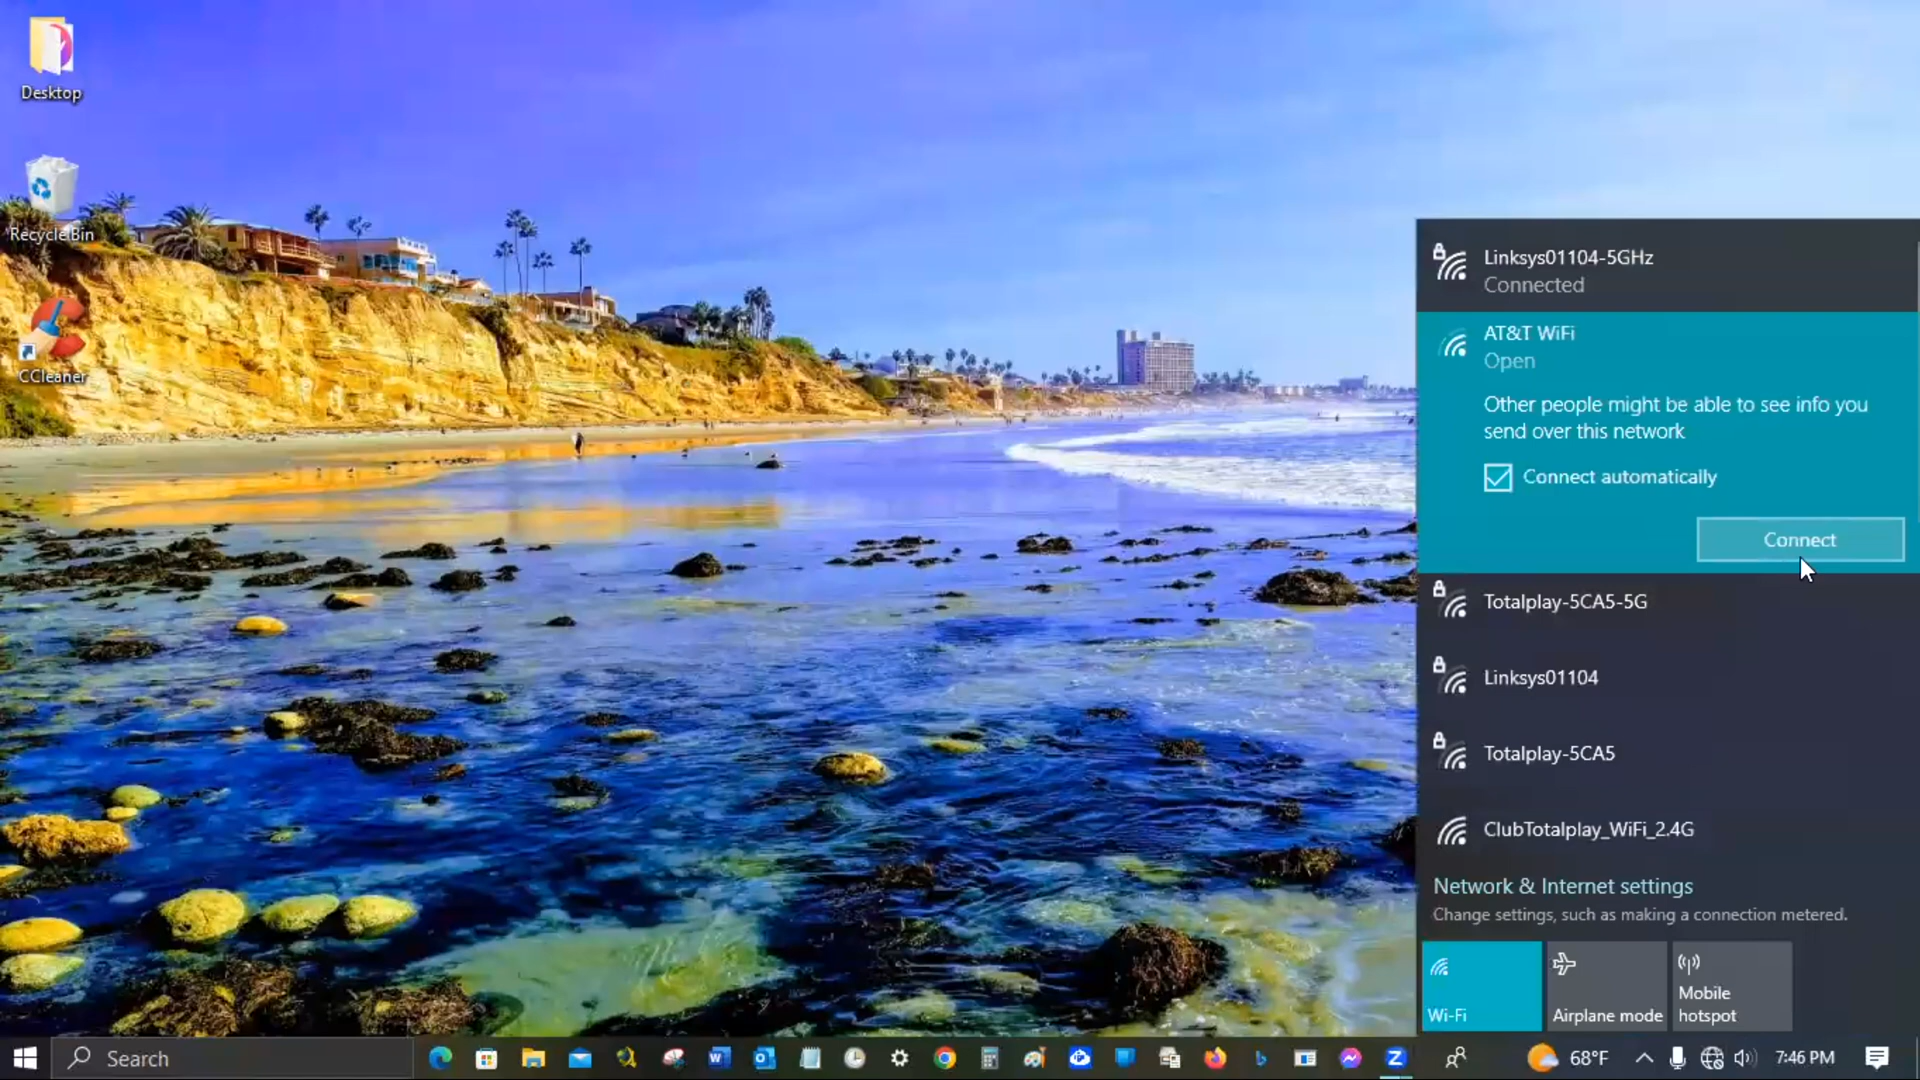 Desktop
Recycle Bin
CCleaner
Linksys01104-5GHz
Connected
AT&T WiFi
Open
Other people might be able to see info you
send over this network
Connect automatically
Connect
Totalplay-5CA5-5G
Linksys01104
Totalplay-5CA5
ClubTotalplay_WiFi_2.4G
Network & Internet settings
Change settings, such as making a connection metered.
Wi-Fi
Airplane mode
Mobile
hotspot
Search
68°F
7:46 PM